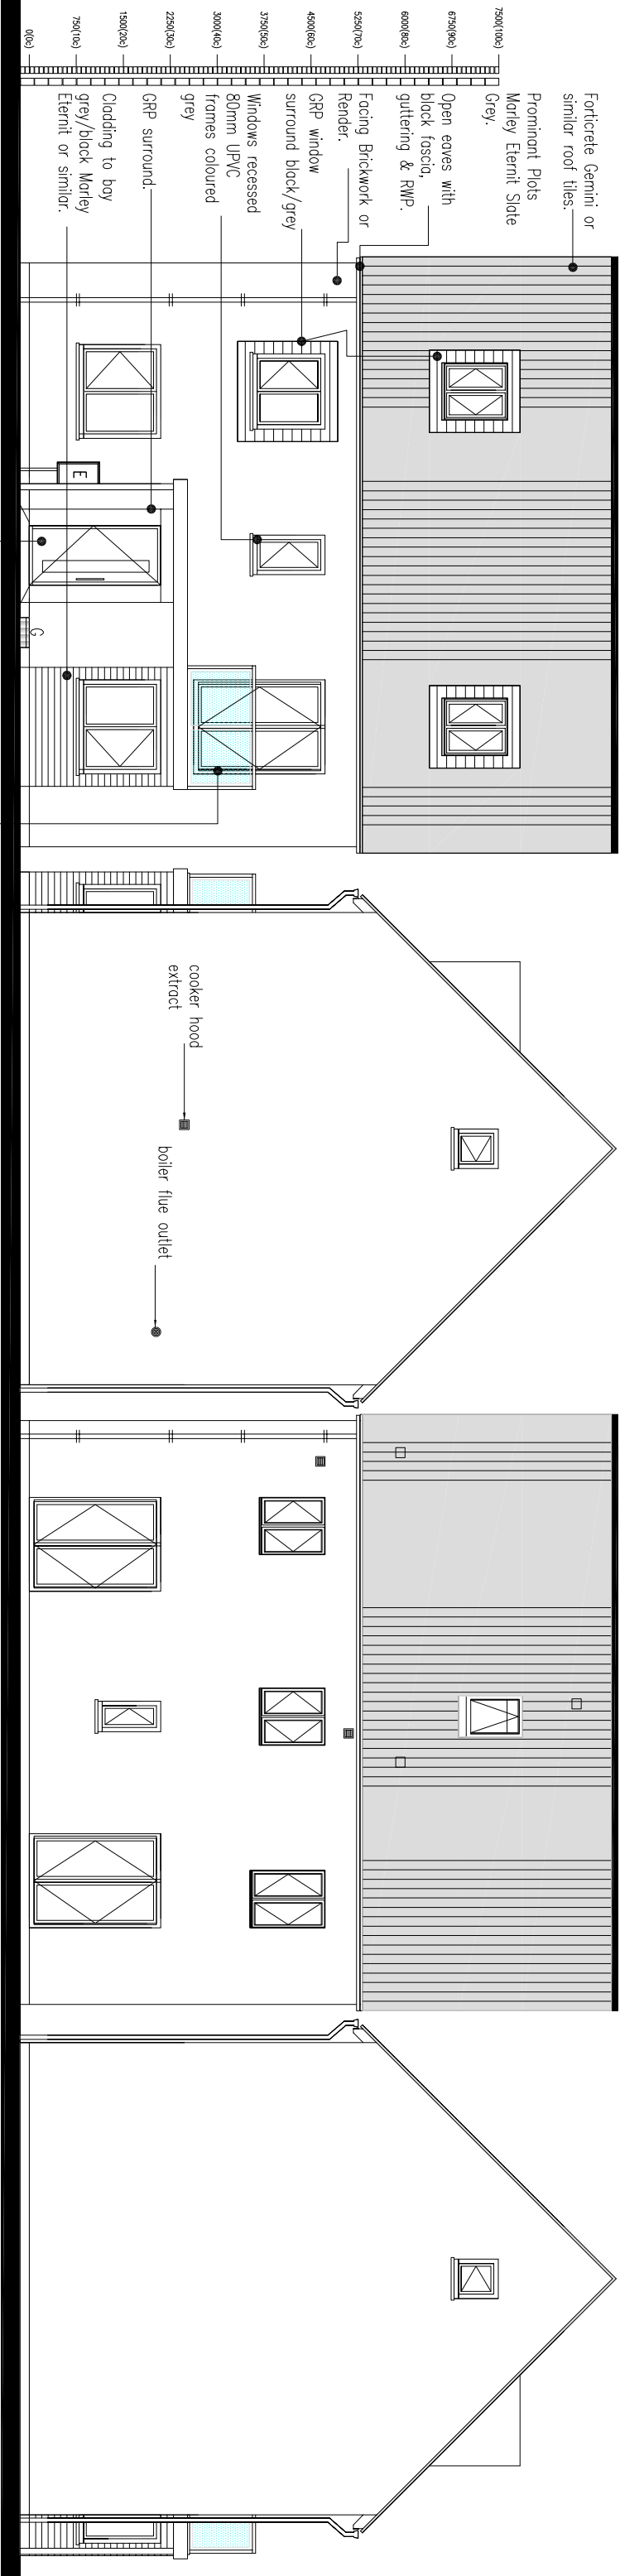 7500(100c)
6750(90c)
6000(80c)
5250(70c)
4500(60c)
3750(50c)
3000(40c)
2250(30c)
1500(20c)
750(10c)
0(0c)
Forticrete Gemini or
similar roof tiles.
Prominant Plots
Marley Eternit Slate
Grey.
Open eaves with
black fascia,
guttering & RWP.
Facing Brickwork or
Render.
GRP window
surround black/grey
Windows recessed
80mm UPVC
frames coloured
grey
GRP surround.
Cladding to bay
grey/black Marley
Eternit or similar.
E
G
cooker hood
extract
boiler flue outlet